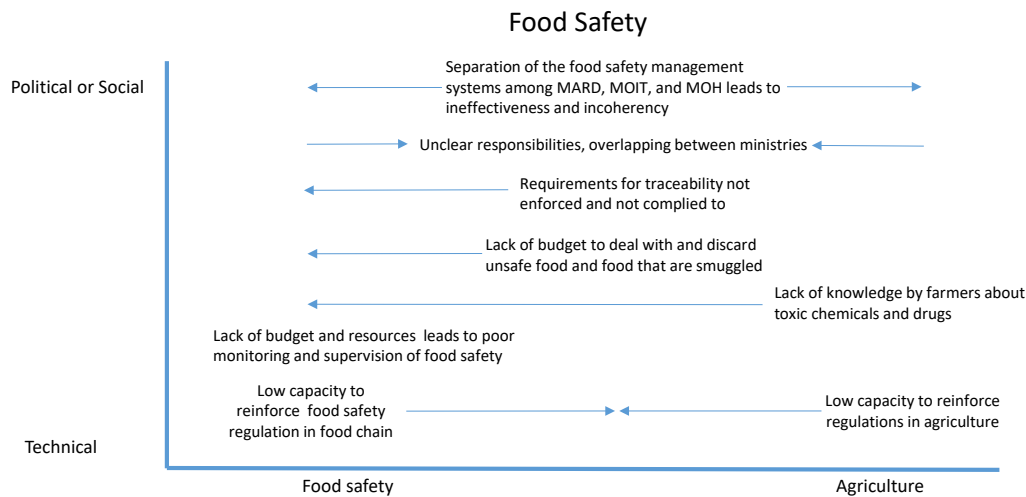 Food Safety
Political or Social
Separation of the food safety management
systems among MARD, MOIT, and MOH leads to
ineffectiveness and incoherency
Unclear responsibilities, overlapping between ministries
Requirements for traceability not
enforced and not complied to
Lack of budget to deal with and discard
unsafe food and food that are smuggled
Lack of knowledge by farmers about
toxic chemicals and drugs
Lack of budget and resources leads to poor
monitoring and supervision of food safety
Low capacity to
reinforce food safety
regulation in food chain
Low capacity to reinforce
regulations in agriculture
Technical
Food safety
Agriculture